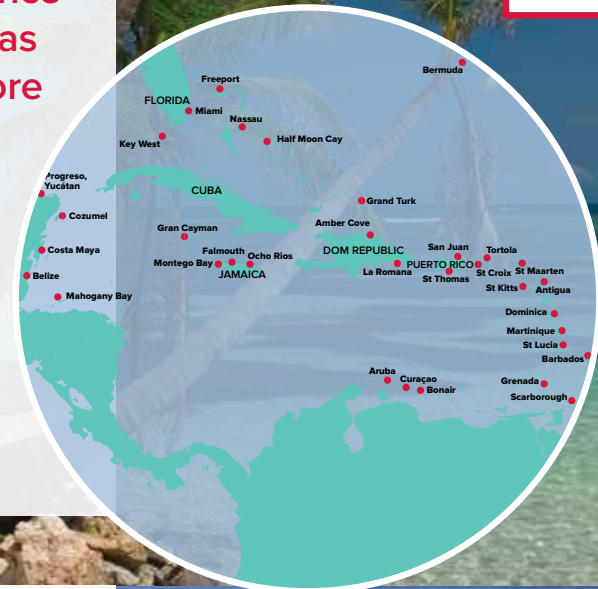 nes
as
ore
Bermuda
Freeport
FLORIDA
Miami
Nassau
Key West
Half Moon Cay
Progreso,
Yucátan
CUBA
Cozumel
Grand Turk
Gran Cayman
Amber Cove
Costa Maya
Falmouth
Ocho Rios
DOM REPUBLIC
San Juan
Tortola
Montego Bay
JAMAICA
La Romana
PUERTO RICO
St Croix
St Maarten
Belize
St Thomas
St Kitts
Antigua
Mahogany Bay
Dominica
Martinique
St Lucia
Barbados
Aruba
Curaçao
Bonair
Grenada
Scarborough